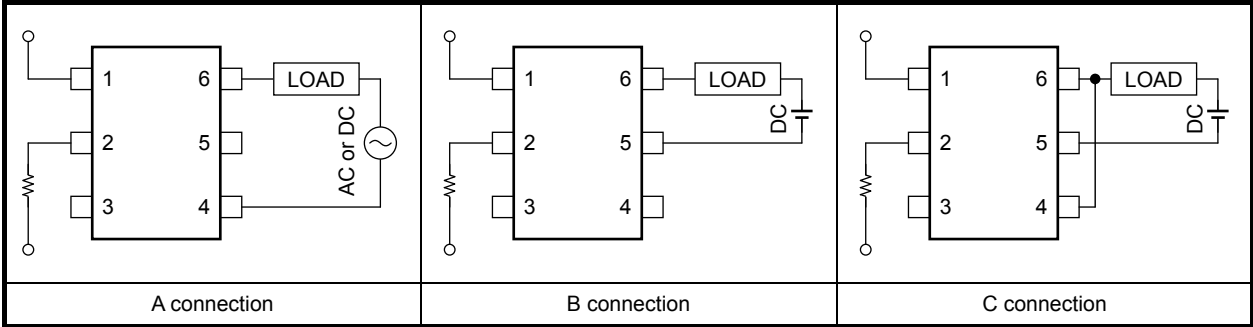 1 6 LOAD
2 5 AC or DC
3 4
A connection
1 6 LOAD
2 5 DC
3 4
B connection
1 6 LOAD
2 5 DC
3 4
C connection